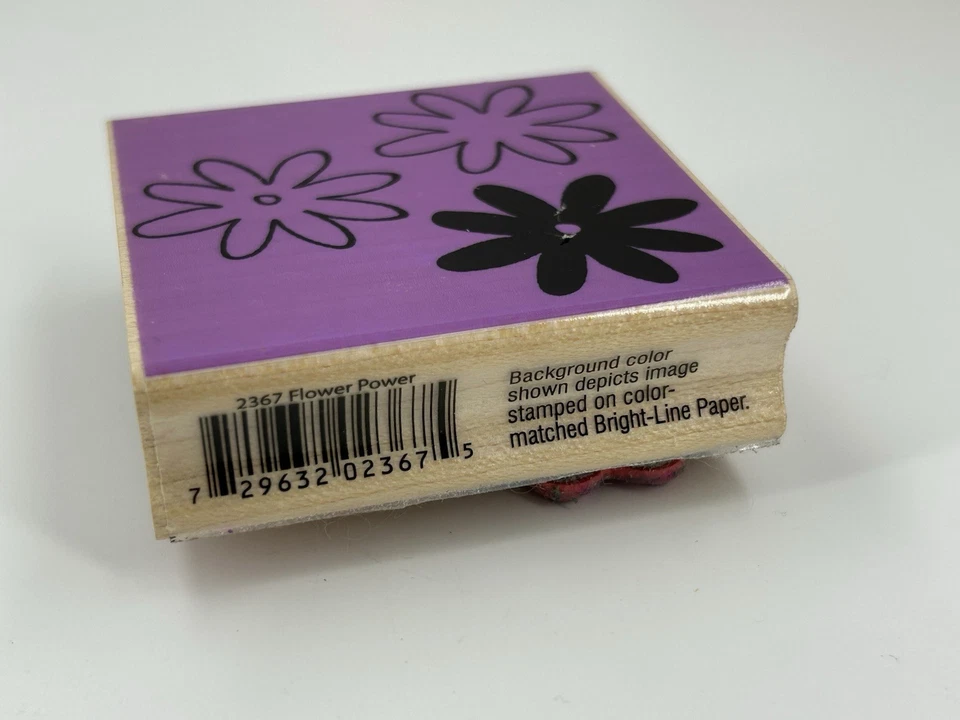 2367 Flower Power
7 29632 02367 5
Background color
shown depicts image
stamped on color-
matched Bright-Line Paper.